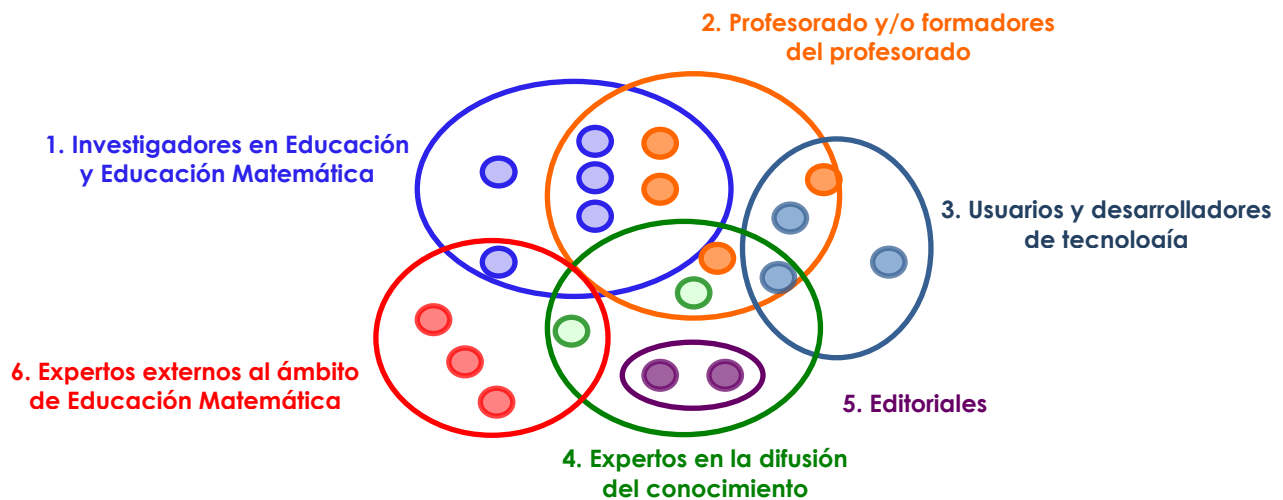 2. Profesorado y/o formadores
del profesorado
1. Investigadores en Educación
y Educación Matemática
3. Usuarios y desarrolladores
de tecnoloaía
6. Expertos externos al ámbito
de Educación Matemática
5. Editoriales
4. Expertos en la difusión
del conocimiento